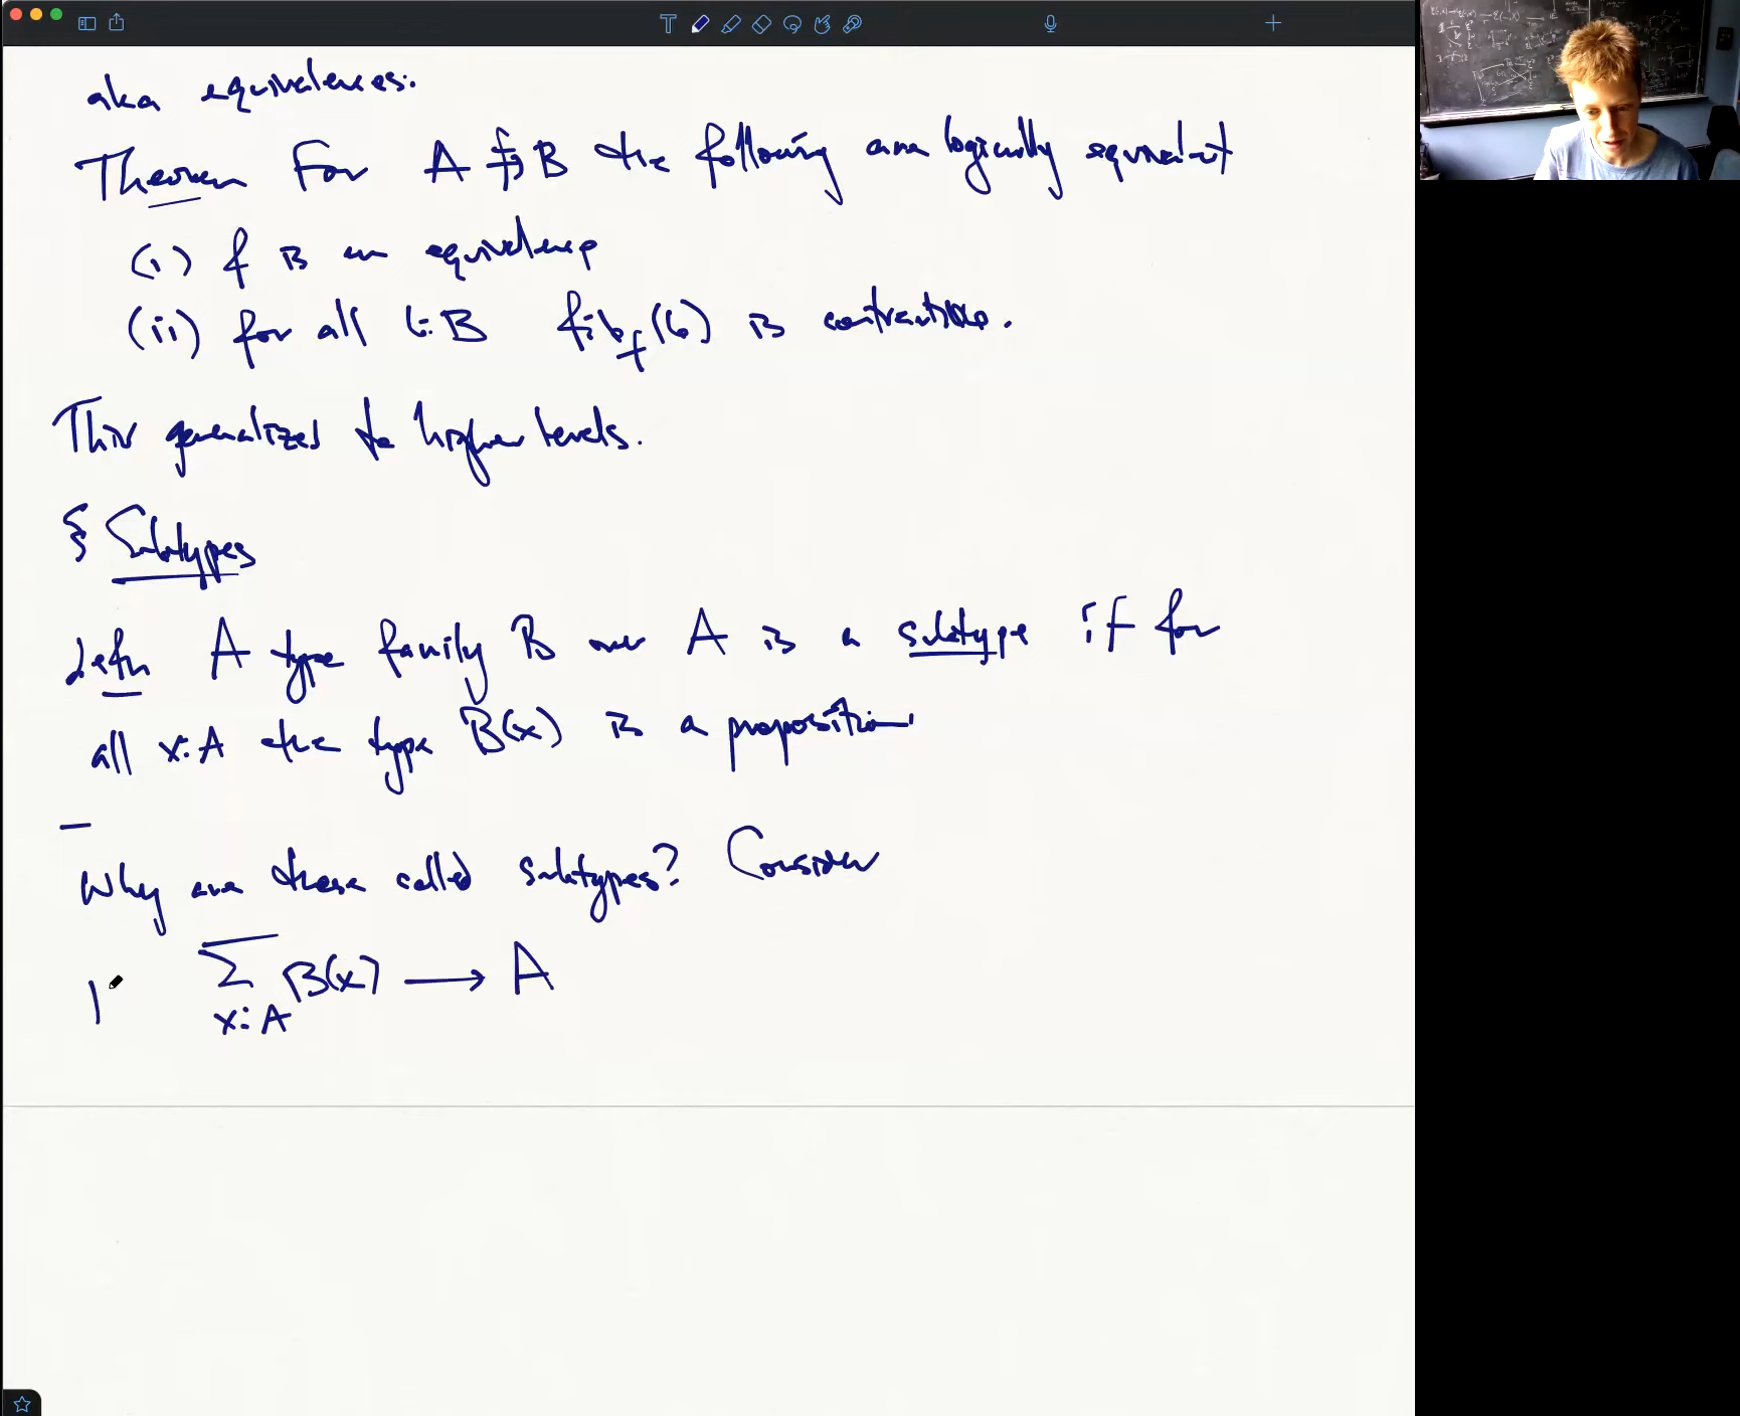 aka equivalences.
Theorem For A f→ B the following are logically equivalent
(i) f is an equivalence
(ii) for all b:B fib_f(b) is contractible.
This generalizes to higher levels.
§ Subtypes
defn A type family B over A is a subtype if for
all x:A the type B(x) is a proposition
Why are these called subtypes? Consider
Σ B(x) ⟶ A
x:A